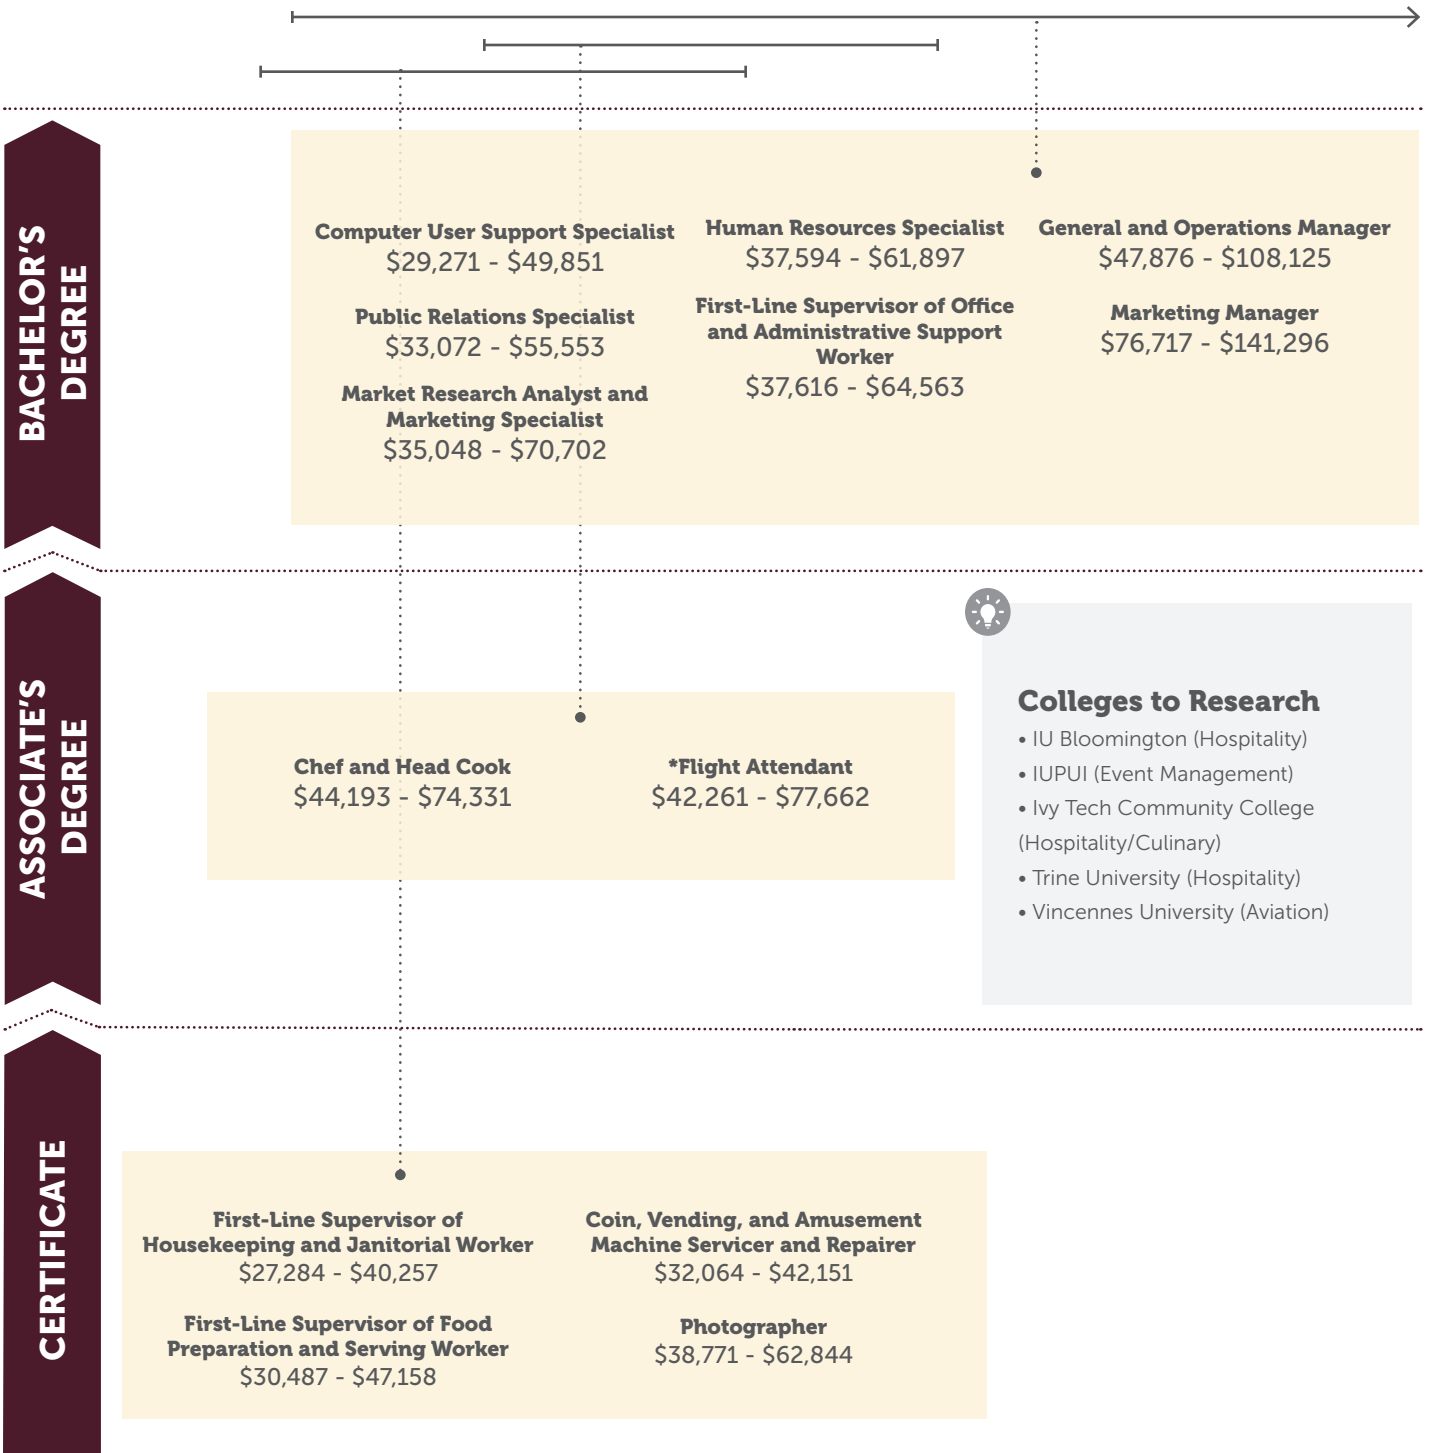 BACHELOR'S
DEGREE
Computer User Support Specialist
$29,271 - $49,851
Public Relations Specialist
$33,072 - $55,553
Market Research Analyst and
Marketing Specialist
$35,048 - $70,702
Human Resources Specialist
$37,594 - $61,897
First-Line Supervisor of Office
and Administrative Support
Worker
$37,616 - $64,563
General and Operations Manager
$47,876 - $108,125
Marketing Manager
$76,717 - $141,296
ASSOCIATE'S
DEGREE
Chef and Head Cook
$44,193 - $74,331
*Flight Attendant
$42,261 - $77,662
Colleges to Research
• IU Bloomington (Hospitality)
• IUPUI (Event Management)
• Ivy Tech Community College
(Hospitality/Culinary)
• Trine University (Hospitality)
• Vincennes University (Aviation)
CERTIFICATE
First-Line Supervisor of
Housekeeping and Janitorial Worker
$27,284 - $40,257
First-Line Supervisor of Food
Preparation and Serving Worker
$30,487 - $47,158
Coin, Vending, and Amusement
Machine Servicer and Repairer
$32,064 - $42,151
Photographer
$38,771 - $62,844